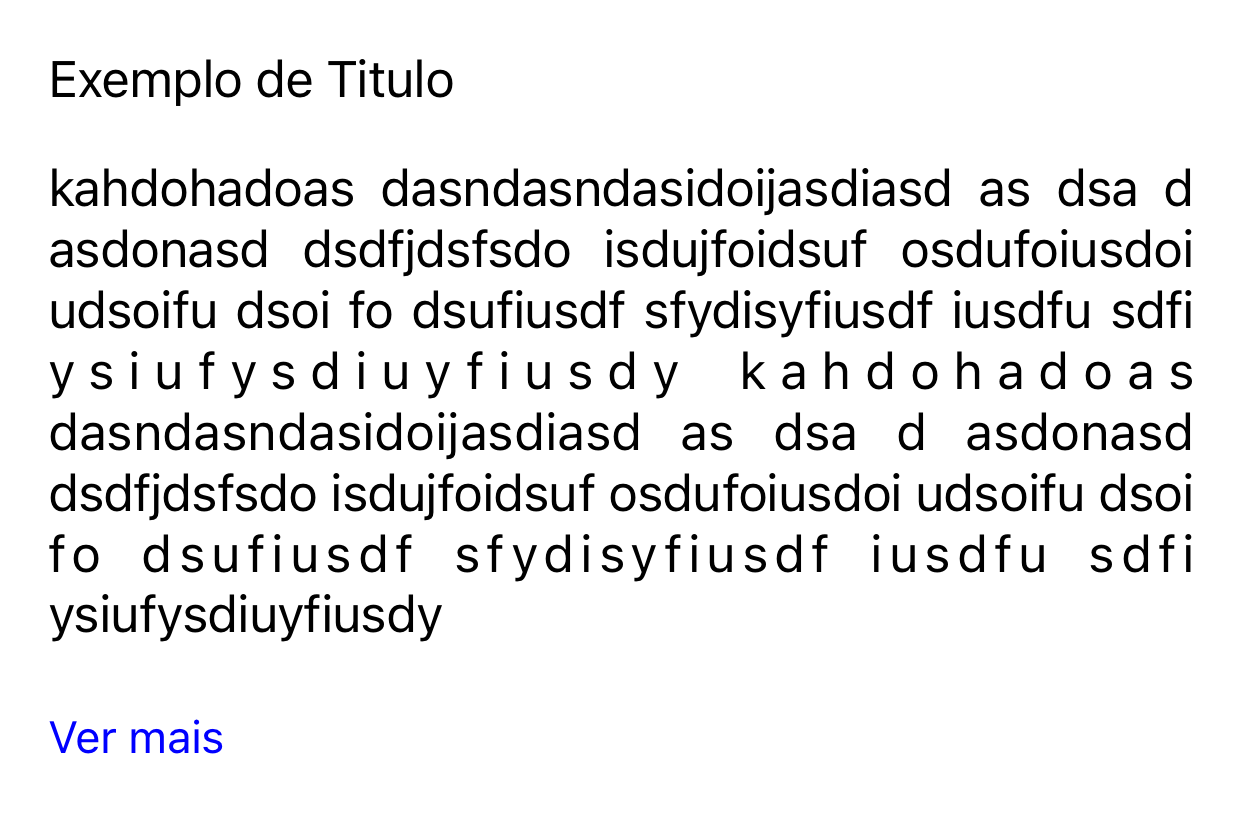 Exemplo de Titulo
kahdohadoas dasndasndasidoijasdiasd as dsa d
asdonasd dsdfjdsfsdo isdujfoidsuf osdufoiusdoi
udsoifu dsoi fo dsufiusdf sfydisyfiusdf iusdfu sdfi
ysiufysdiuyfiusdy kahdohadoas
dasndasndasidoijasdiasd as dsa d asdonasd
dsdfjdsfsdo isdujfoidsuf osdufoiusdoi udsoifu dsoi
fo dsufiusdf sfydisyfiusdf iusdfu sdfi
ysiufysdiuyfiusdy
Ver mais